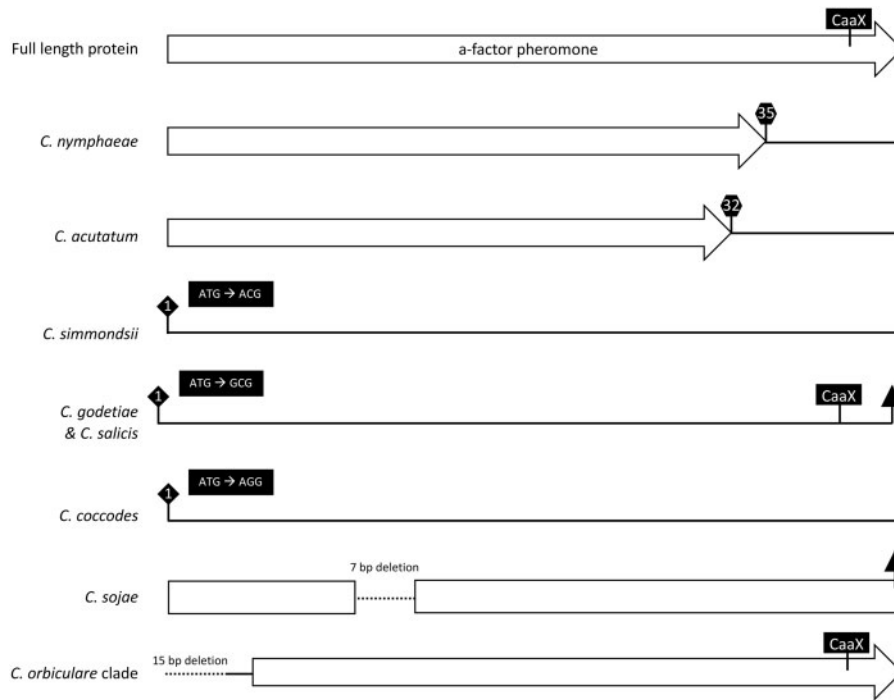 CaaX
Full length protein
a-factor pheromone
35
C. nymphaeae
32
C. acutatum
1
ATG → ACG
C. simmondsii
1
ATG → GCG
CaaX
C. godetiae
& C. salicis
1
ATG → AGG
C. coccodes
7 bp deletion
C. sojae
CaaX
15 bp deletion
C. orbiculare clade